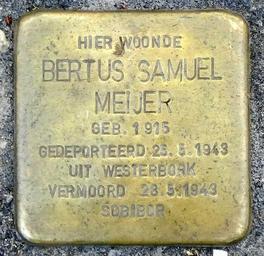 HIER WOONDE
BERTUS SAMUEL
MEIJER
GEB. 1915
GEDEPORTEERD 25.5.1943
UIT WESTERBORK
VERMOORD 28.5.1943
SOBIBOR